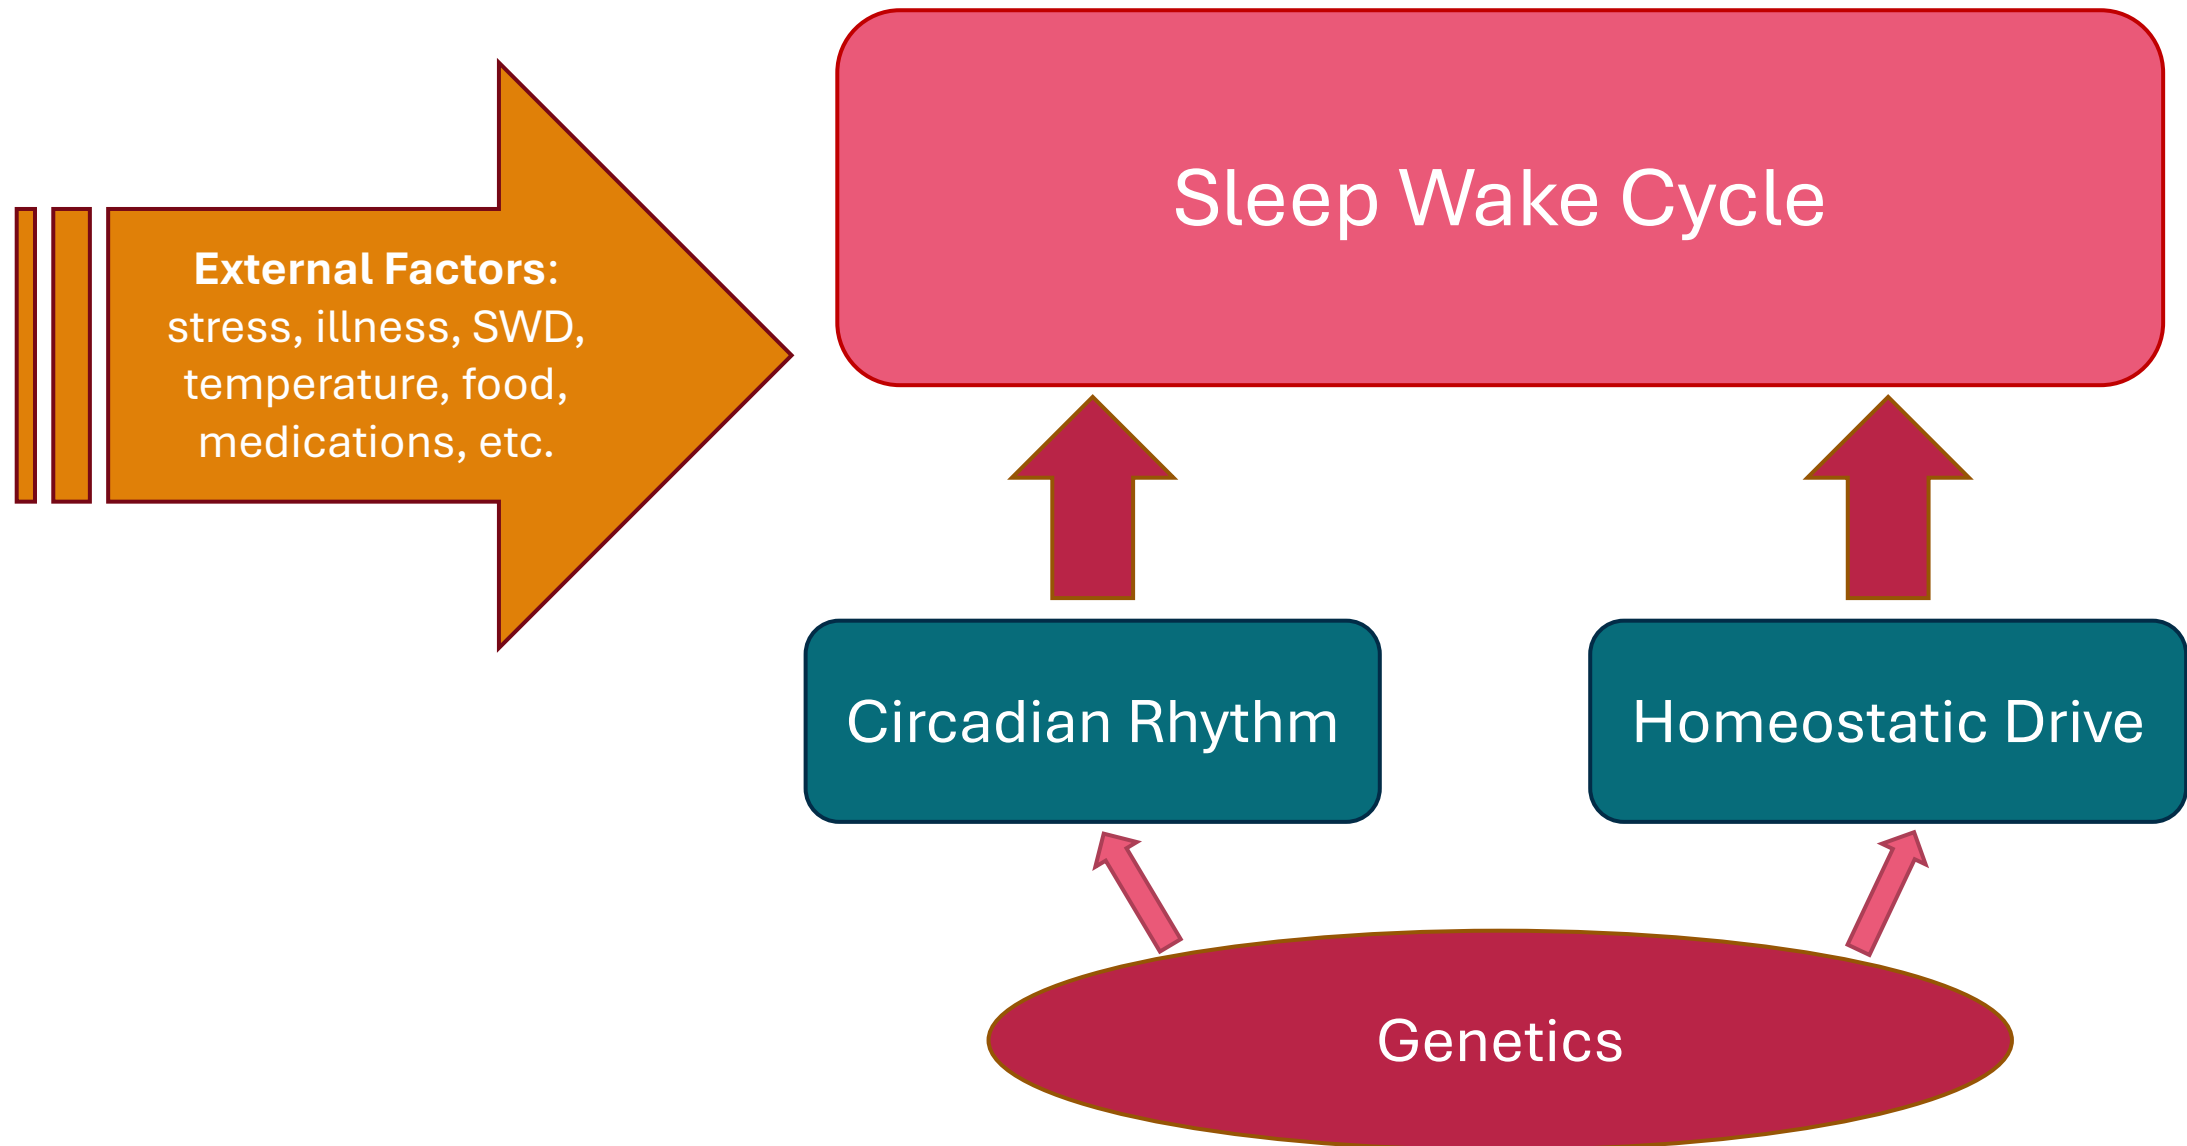 Sleep Wake Cycle
External Factors:
stress, illness, SWD,
temperature, food,
medications, etc.
Circadian Rhythm
Homeostatic Drive
Genetics